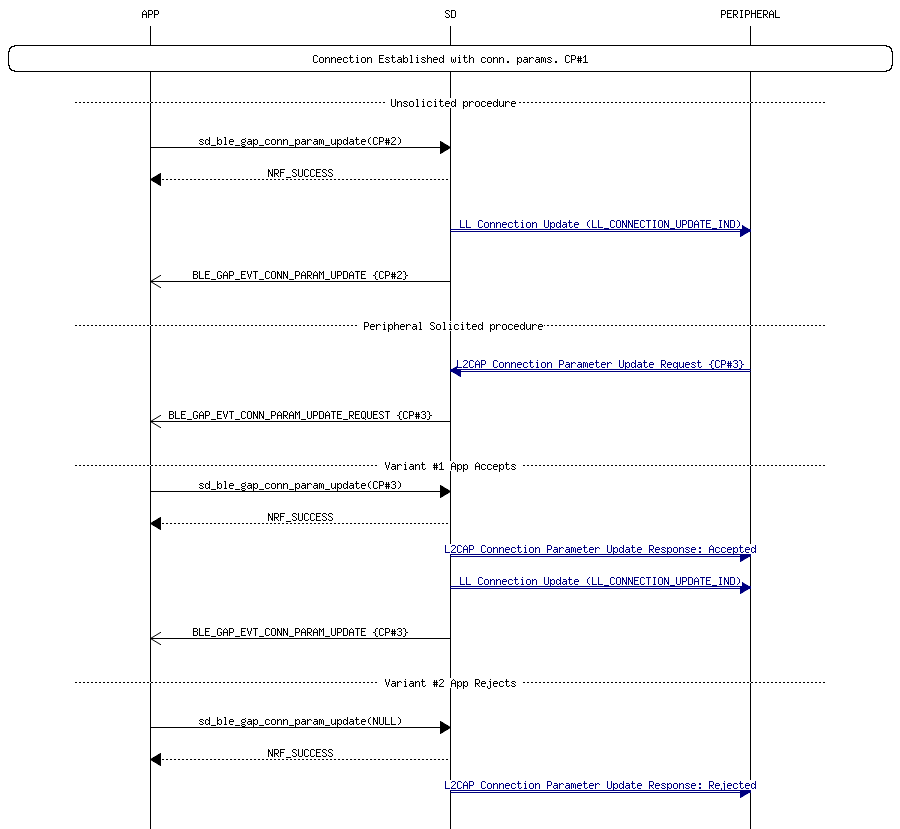 APP SD PERIPHERAL
Connection Established with conn. params. CP#1
Unsolicited procedure
sd_ble_gap_conn_param_update(CP#2)
NRF_SUCCESS
LL Connection Update (LL_CONNECTION_UPDATE_IND)
BLE_GAP_EVT_CONN_PARAM_UPDATE {CP#2}
Peripheral Solicited procedure
L2CAP Connection Parameter Update Request {CP#3}
BLE_GAP_EVT_CONN_PARAM_UPDATE_REQUEST {CP#3}
Variant #1 App Accepts
sd_ble_gap_conn_param_update(CP#3)
NRF_SUCCESS
L2CAP Connection Parameter Update Response: Accepted
LL Connection Update (LL_CONNECTION_UPDATE_IND)
BLE_GAP_EVT_CONN_PARAM_UPDATE {CP#3}
Variant #2 App Rejects
sd_ble_gap_conn_param_update(NULL)
NRF_SUCCESS
L2CAP Connection Parameter Update Response: Rejected